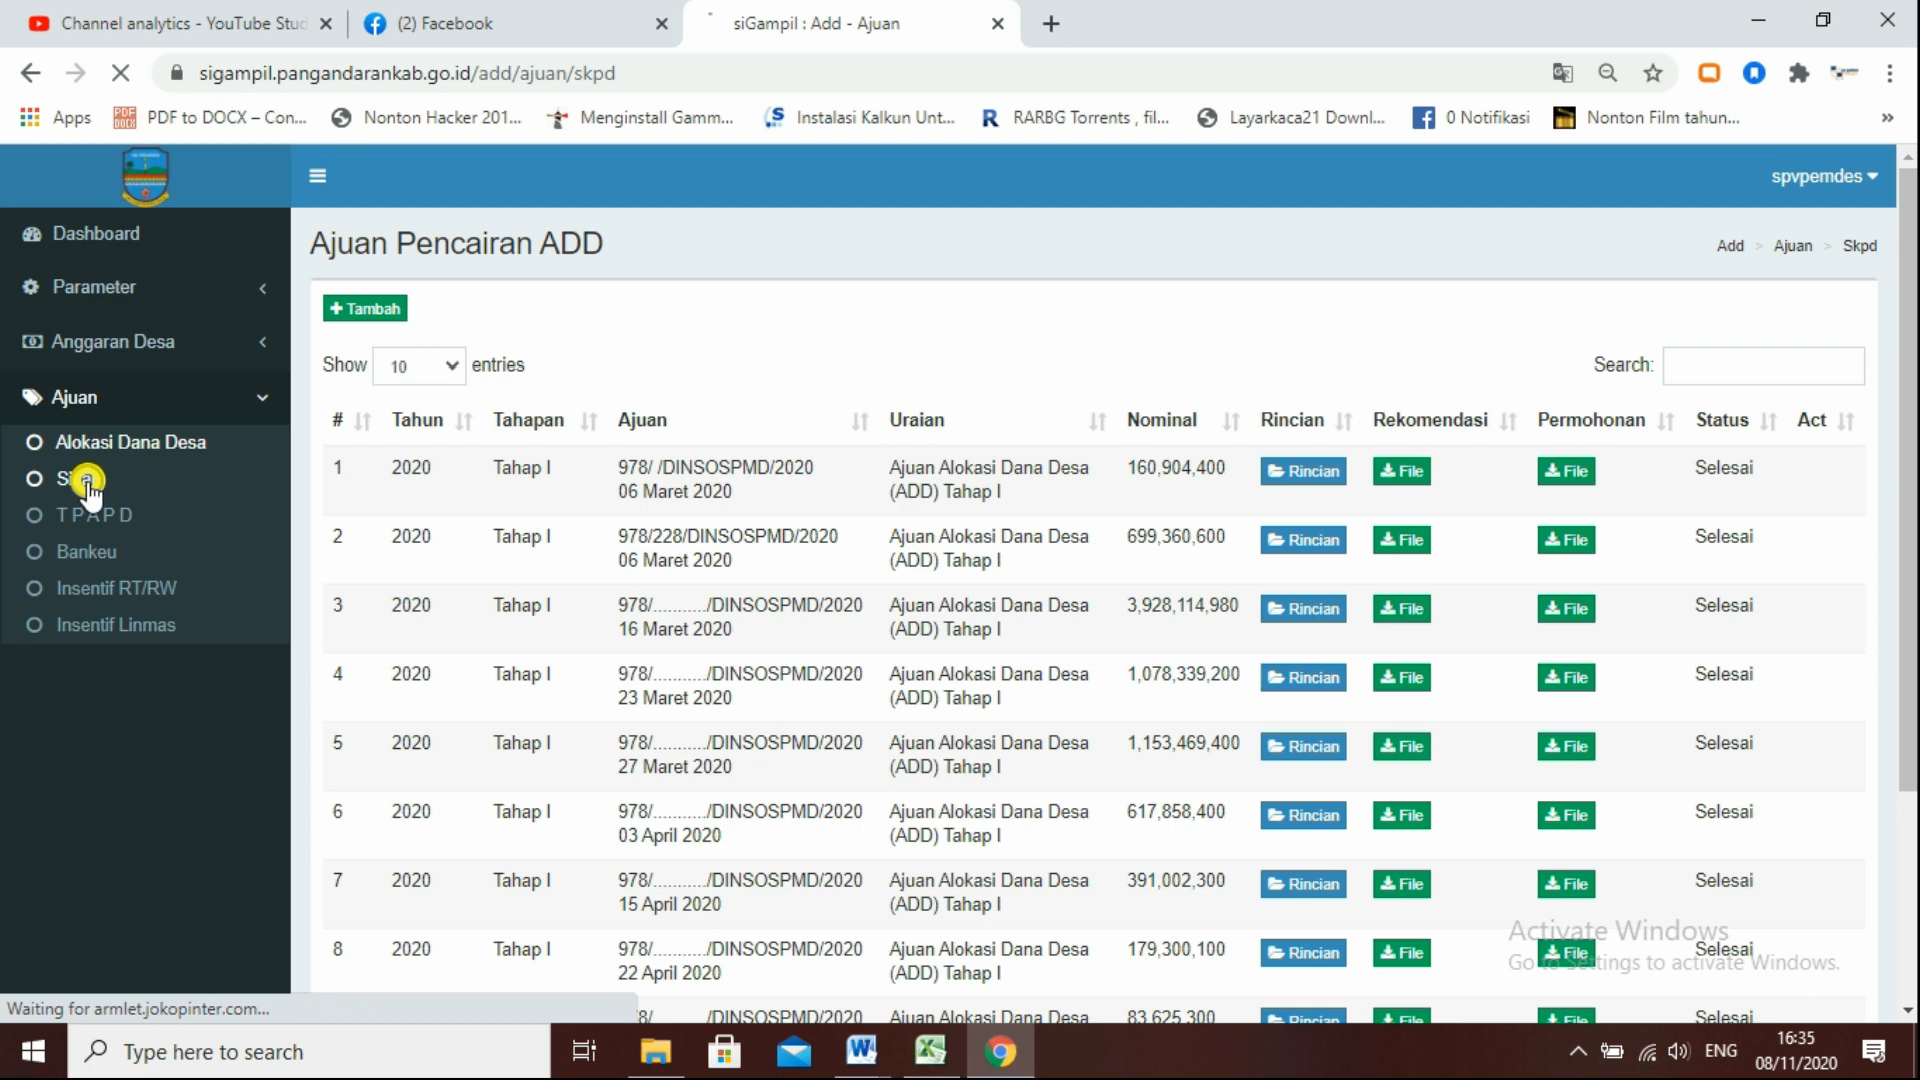 Channel analytics - YouTube Stud
(2) Facebook
siGampil : Add - Ajuan
sigampil.pangandarankab.go.id/add/ajuan/skpd
Apps
PDF to DOCX – Con...
Nonton Hacker 201...
Menginstall Gamm...
Instalasi Kalkun Unt...
RARBG Torrents , fil...
Layarkaca21 Downl...
0 Notifikasi
Nonton Film tahun...
»
spvpemdes
Dashboard
Parameter
Anggaran Desa
Ajuan
Alokasi Dana Desa
T P A P D
Bankeu
Insentif RT/RW
Insentif Linmas
Ajuan Pencairan ADD
Add > Ajuan > Skpd
+ Tambah
Show 10 entries
Search:
# Tahun Tahapan Ajuan Uraian Nominal Rincian Rekomendasi Permohonan Status Act
1 2020 Tahap I 978/ /DINSOSPMD/2020 Ajuan Alokasi Dana Desa 160,904,400 Rincian File File Selesai
06 Maret 2020 (ADD) Tahap I
2 2020 Tahap I 978/228/DINSOSPMD/2020 Ajuan Alokasi Dana Desa 699,360,600 Rincian File File Selesai
06 Maret 2020 (ADD) Tahap I
3 2020 Tahap I 978/.........../DINSOSPMD/2020 Ajuan Alokasi Dana Desa 3,928,114,980 Rincian File File Selesai
16 Maret 2020 (ADD) Tahap I
4 2020 Tahap I 978/.........../DINSOSPMD/2020 Ajuan Alokasi Dana Desa 1,078,339,200 Rincian File File Selesai
23 Maret 2020 (ADD) Tahap I
5 2020 Tahap I 978/.........../DINSOSPMD/2020 Ajuan Alokasi Dana Desa 1,153,469,400 Rincian File File Selesai
27 Maret 2020 (ADD) Tahap I
6 2020 Tahap I 978/.........../DINSOSPMD/2020 Ajuan Alokasi Dana Desa 617,858,400 Rincian File File Selesai
03 April 2020 (ADD) Tahap I
7 2020 Tahap I 978/.........../DINSOSPMD/2020 Ajuan Alokasi Dana Desa 391,002,300 Rincian File File Selesai
15 April 2020 (ADD) Tahap I
8 2020 Tahap I 978/.........../DINSOSPMD/2020 Ajuan Alokasi Dana Desa 179,300,100 Rincian File File Selesai
22 April 2020 (ADD) Tahap I
/DINSOSPMD/2020 Ajuan Alokasi Dana Desa 83,625,300 Rincian File File Selesai
Activate Windows
Go to Settings to activate Windows.
Waiting for armlet.jokopinter.com...
Type here to search
ENG
16:35
08/11/2020